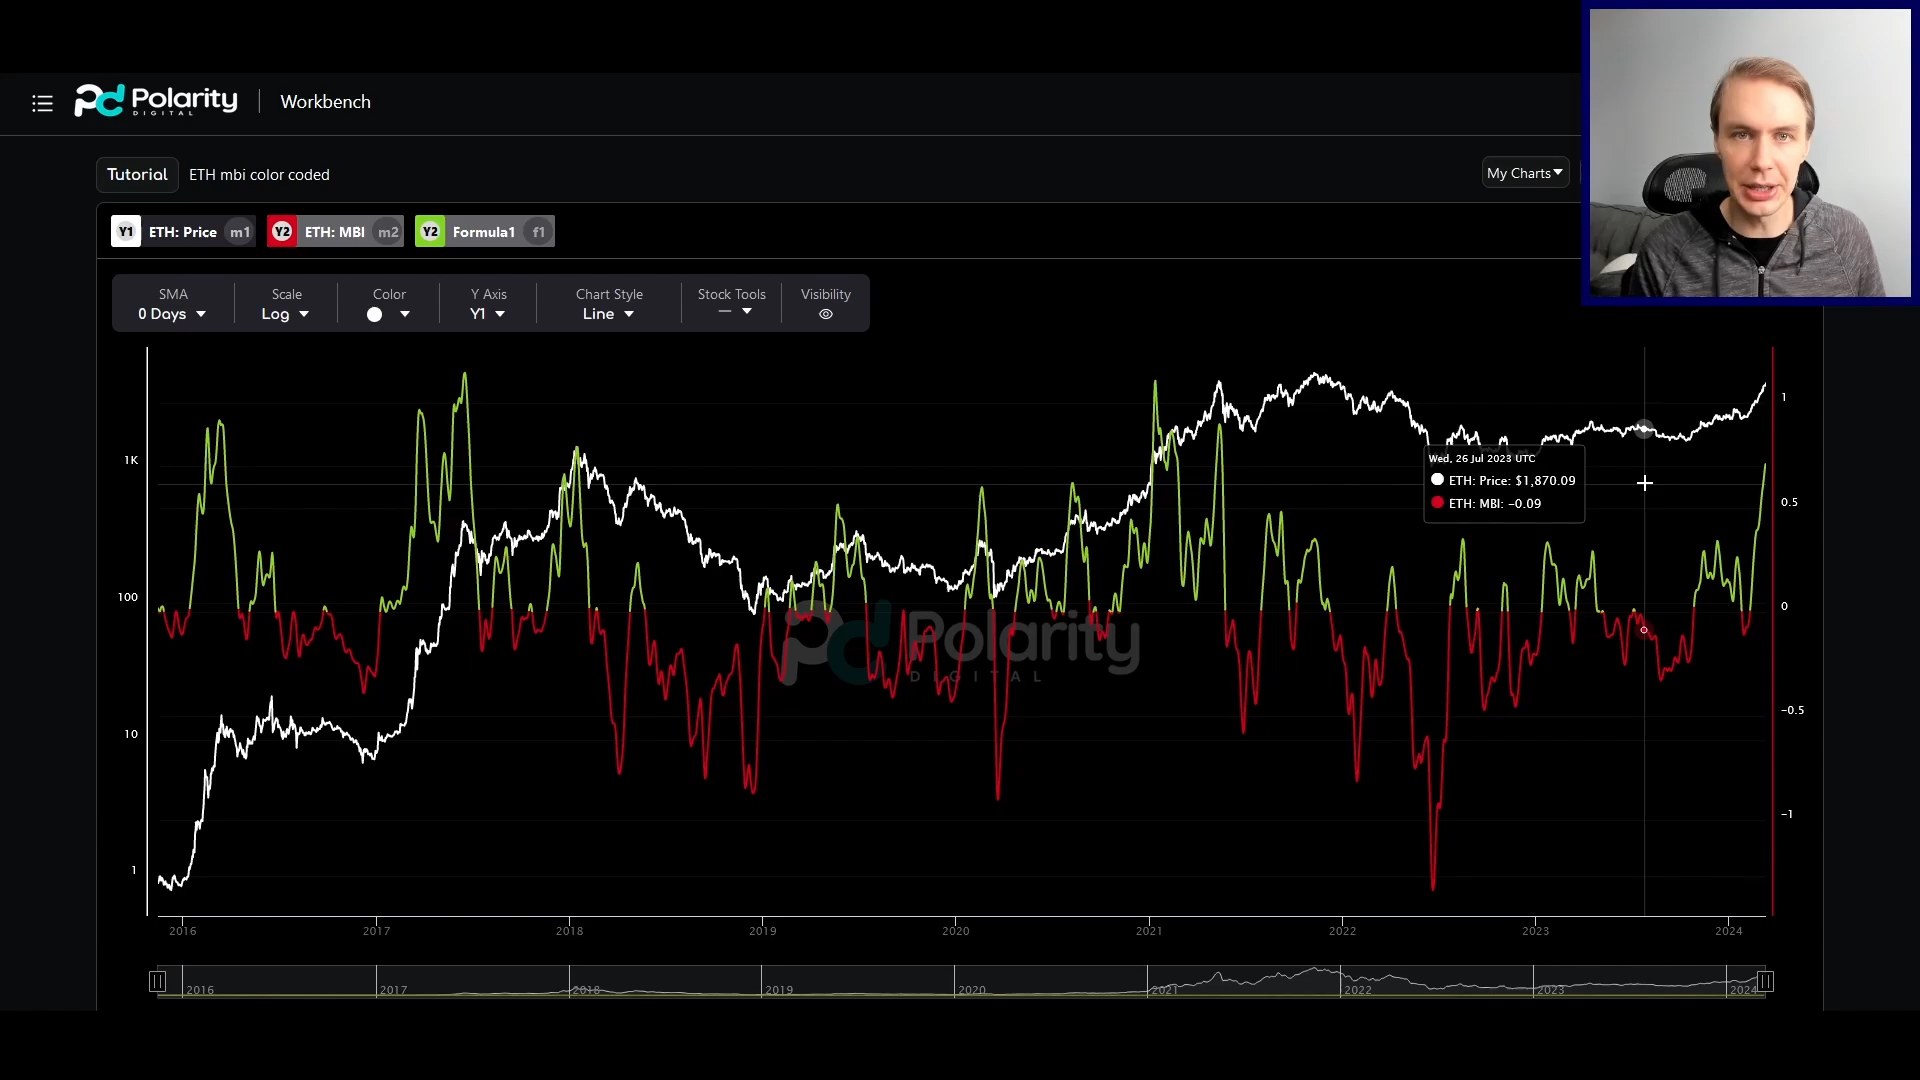 Polarity
DIGITAL
Workbench
Tutorial
ETH mbi color coded
My Charts
Y1 ETH: Price m1
Y2 ETH: MBI m2
Y2 Formula1 f1
SMA
0 Days
Scale
Log
Color
Y Axis
Y1
Chart Style
Line
Stock Tools
Visibility
1K
100
10
1
1
0.5
0
−0.5
−1
Wed, 26 Jul 2023 UTC
ETH: Price: $1,870.09
ETH: MBI: −0.09
Polarity
DIGITAL
2016 2017 2018 2019 2020 2021 2022 2023 2024
2016 2017 2018 2019 2020 2021 2022 2023 2024